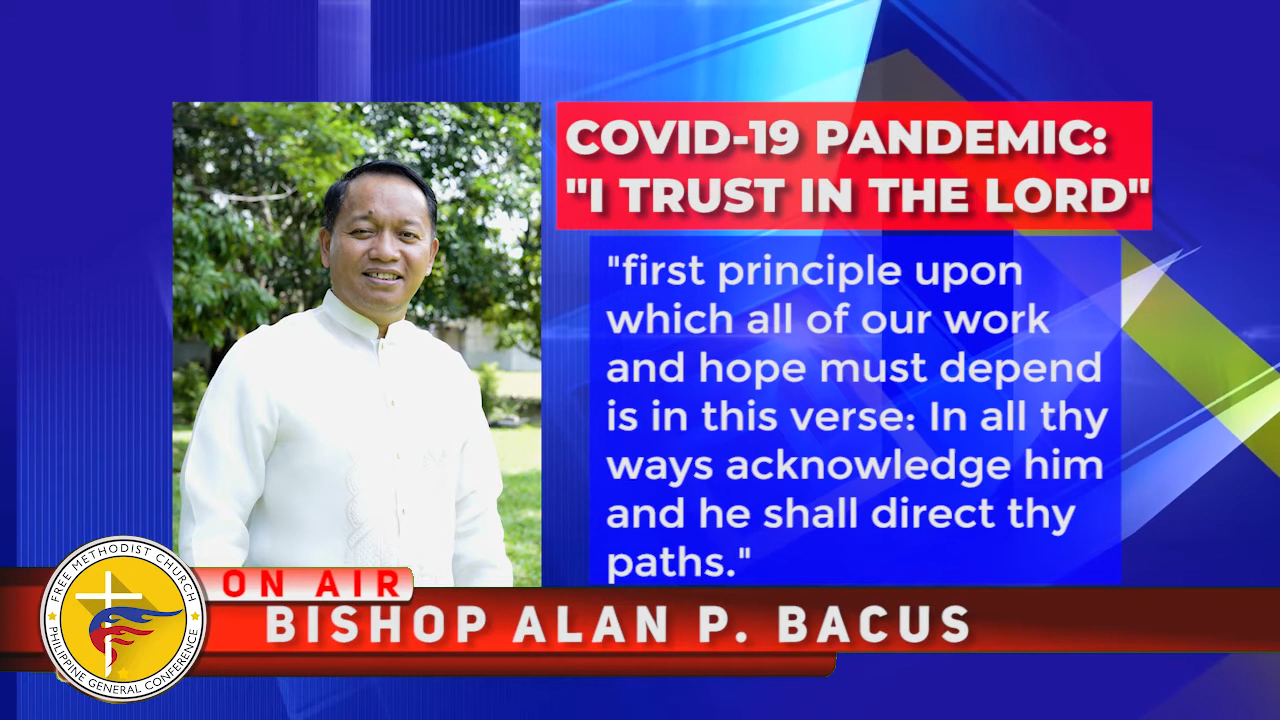 COVID-19 PANDEMIC:
"I TRUST IN THE LORD"
"first principle upon
which all of our work
and hope must depend
is in this verse: In all thy
ways acknowledge him
and he shall direct thy
paths."
ON AIR
BISHOP ALAN P. BACUS
FREE METHODIST CHURCH
PHILIPPINE GENERAL CONFERENCE